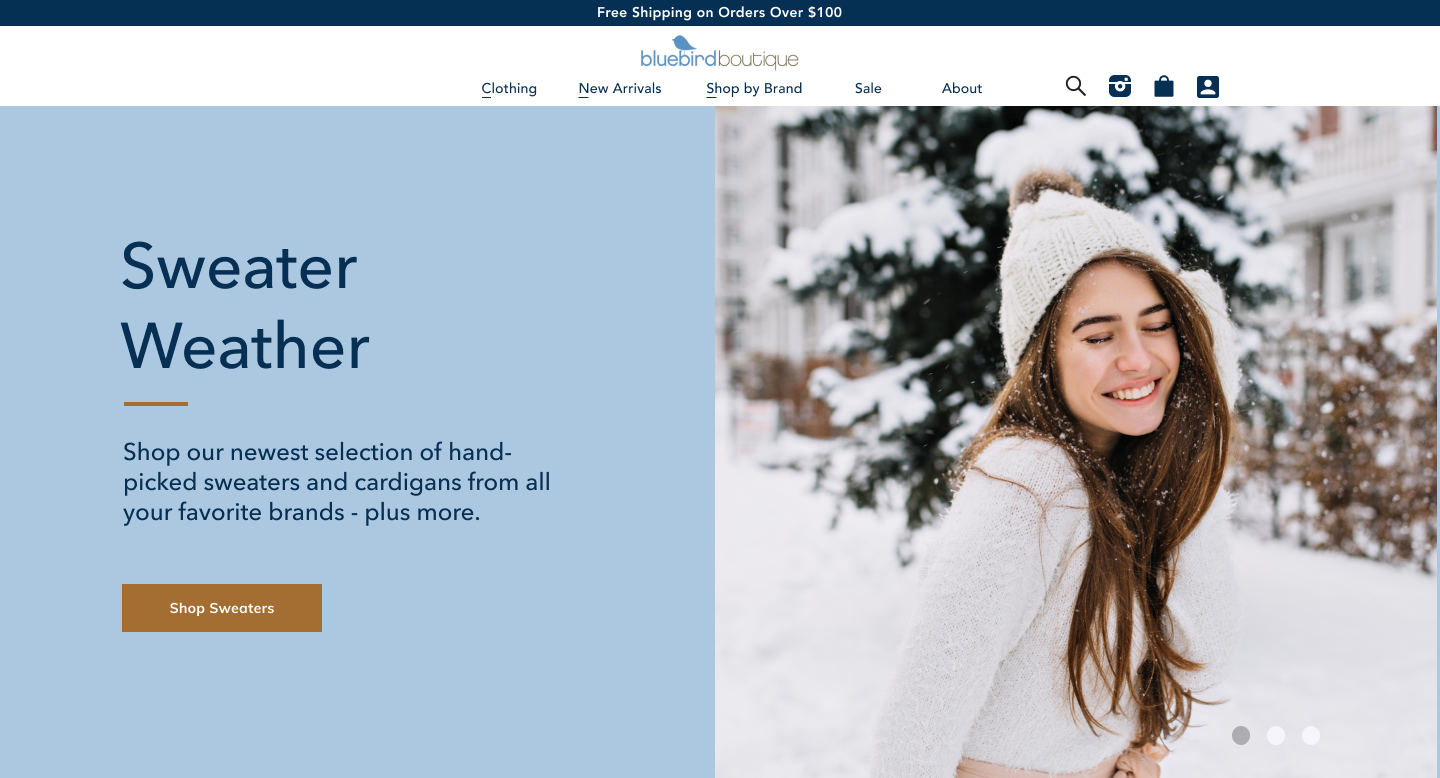 Free Shipping on Orders Over $100
bluebirdboutique
Clothing New Arrivals Shop by Brand Sale About
Sweater
Weather
Shop our newest selection of hand-
picked sweaters and cardigans from all
your favorite brands - plus more.
Shop Sweaters